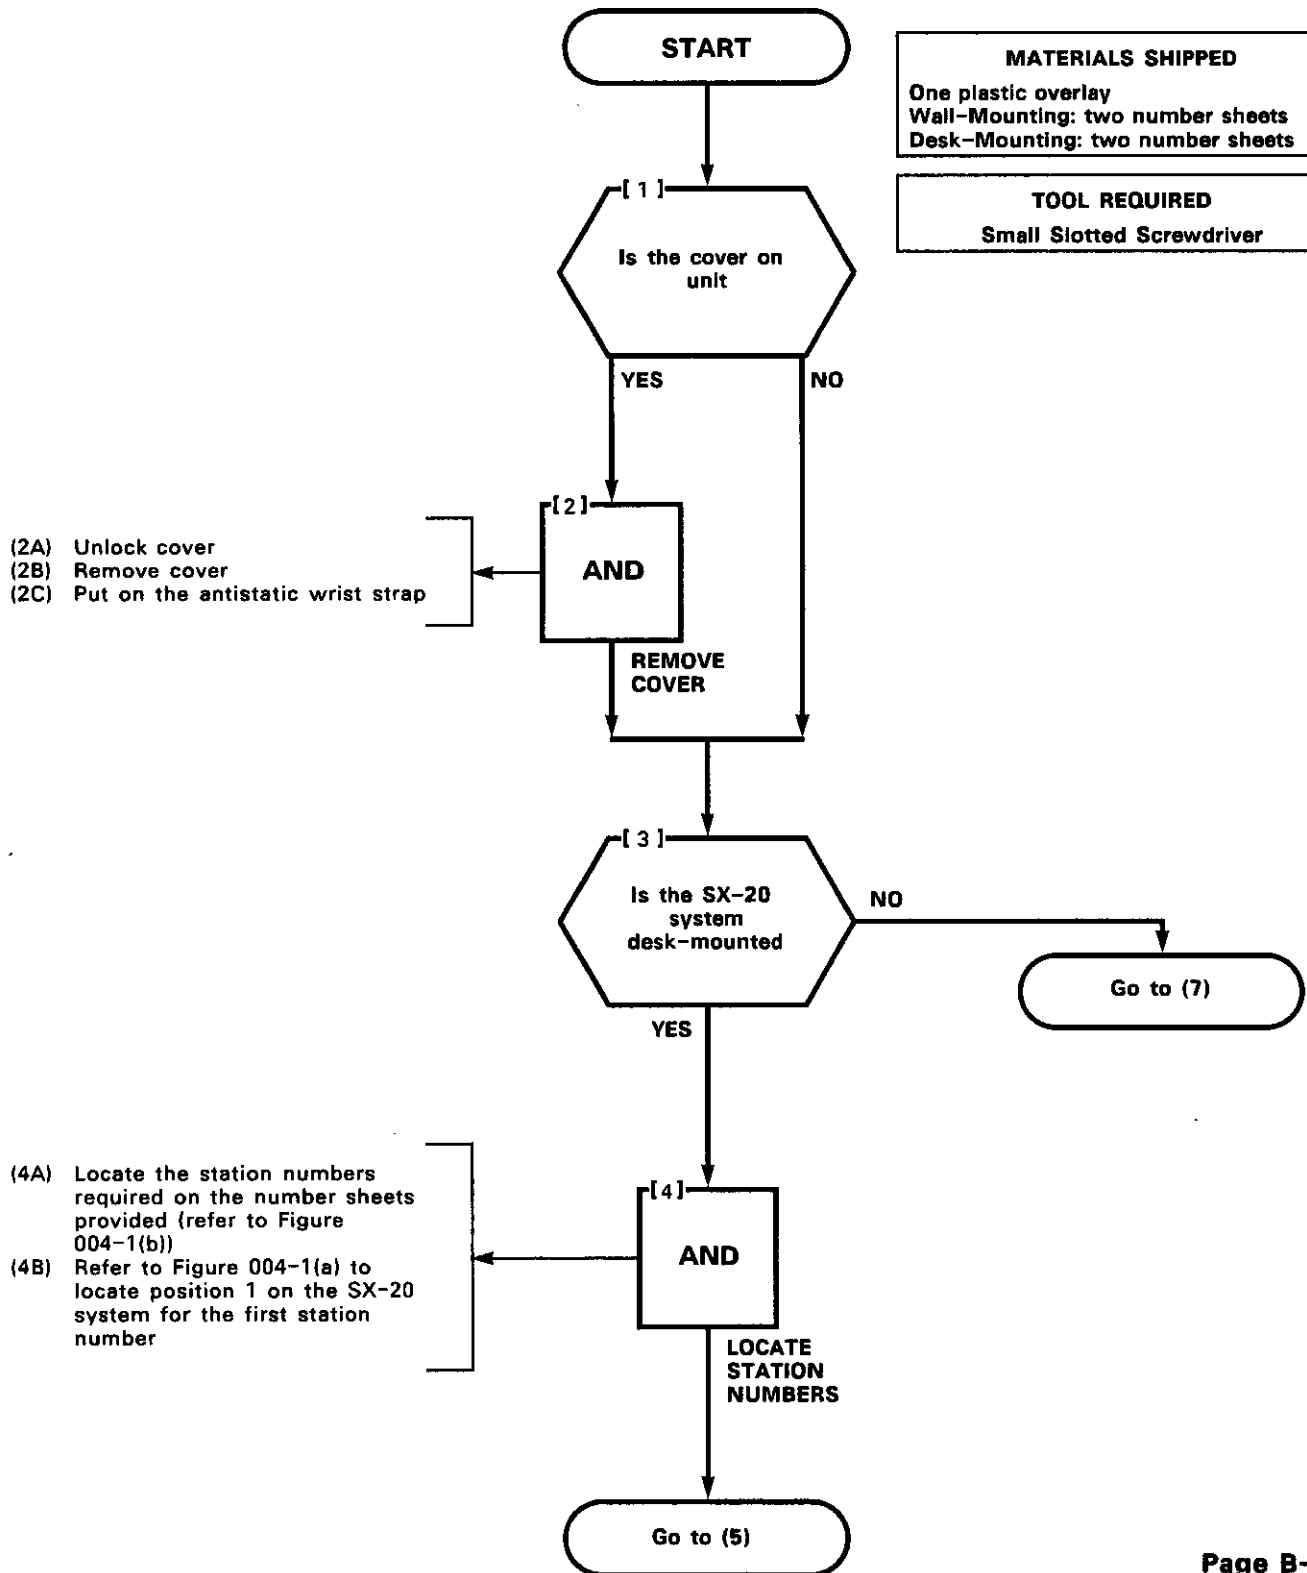 START
MATERIALS SHIPPED
One plastic overlay
Wall-Mounting: two number sheets
Desk-Mounting: two number sheets
TOOL REQUIRED
Small Slotted Screwdriver
[ 1 ]
Is the cover on
unit
YES
NO
[2]
AND
(2A) Unlock cover
(2B) Remove cover
(2C) Put on the antistatic wrist strap
REMOVE
COVER
[ 3 ]
Is the SX-20
system
desk-mounted
NO
Go to (7)
YES
[4]
AND
(4A) Locate the station numbers
required on the number sheets
provided (refer to Figure
004-1(b))
(4B) Refer to Figure 004-1(a) to
locate position 1 on the SX-20
system for the first station
number
LOCATE
STATION
NUMBERS
Go to (5)
Page B-